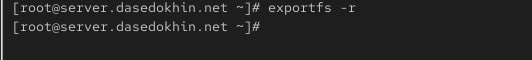 [root@server.dasedokhin.net ~]# exportfs -r
[root@server.dasedokhin.net ~]#